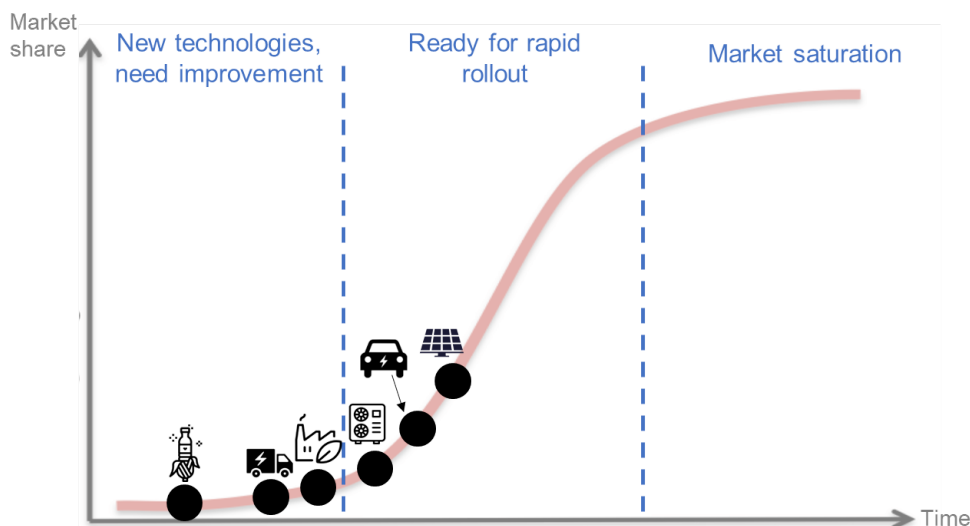 Market
share
New technologies,
need improvement
Ready for rapid
rollout
Market saturation
Time